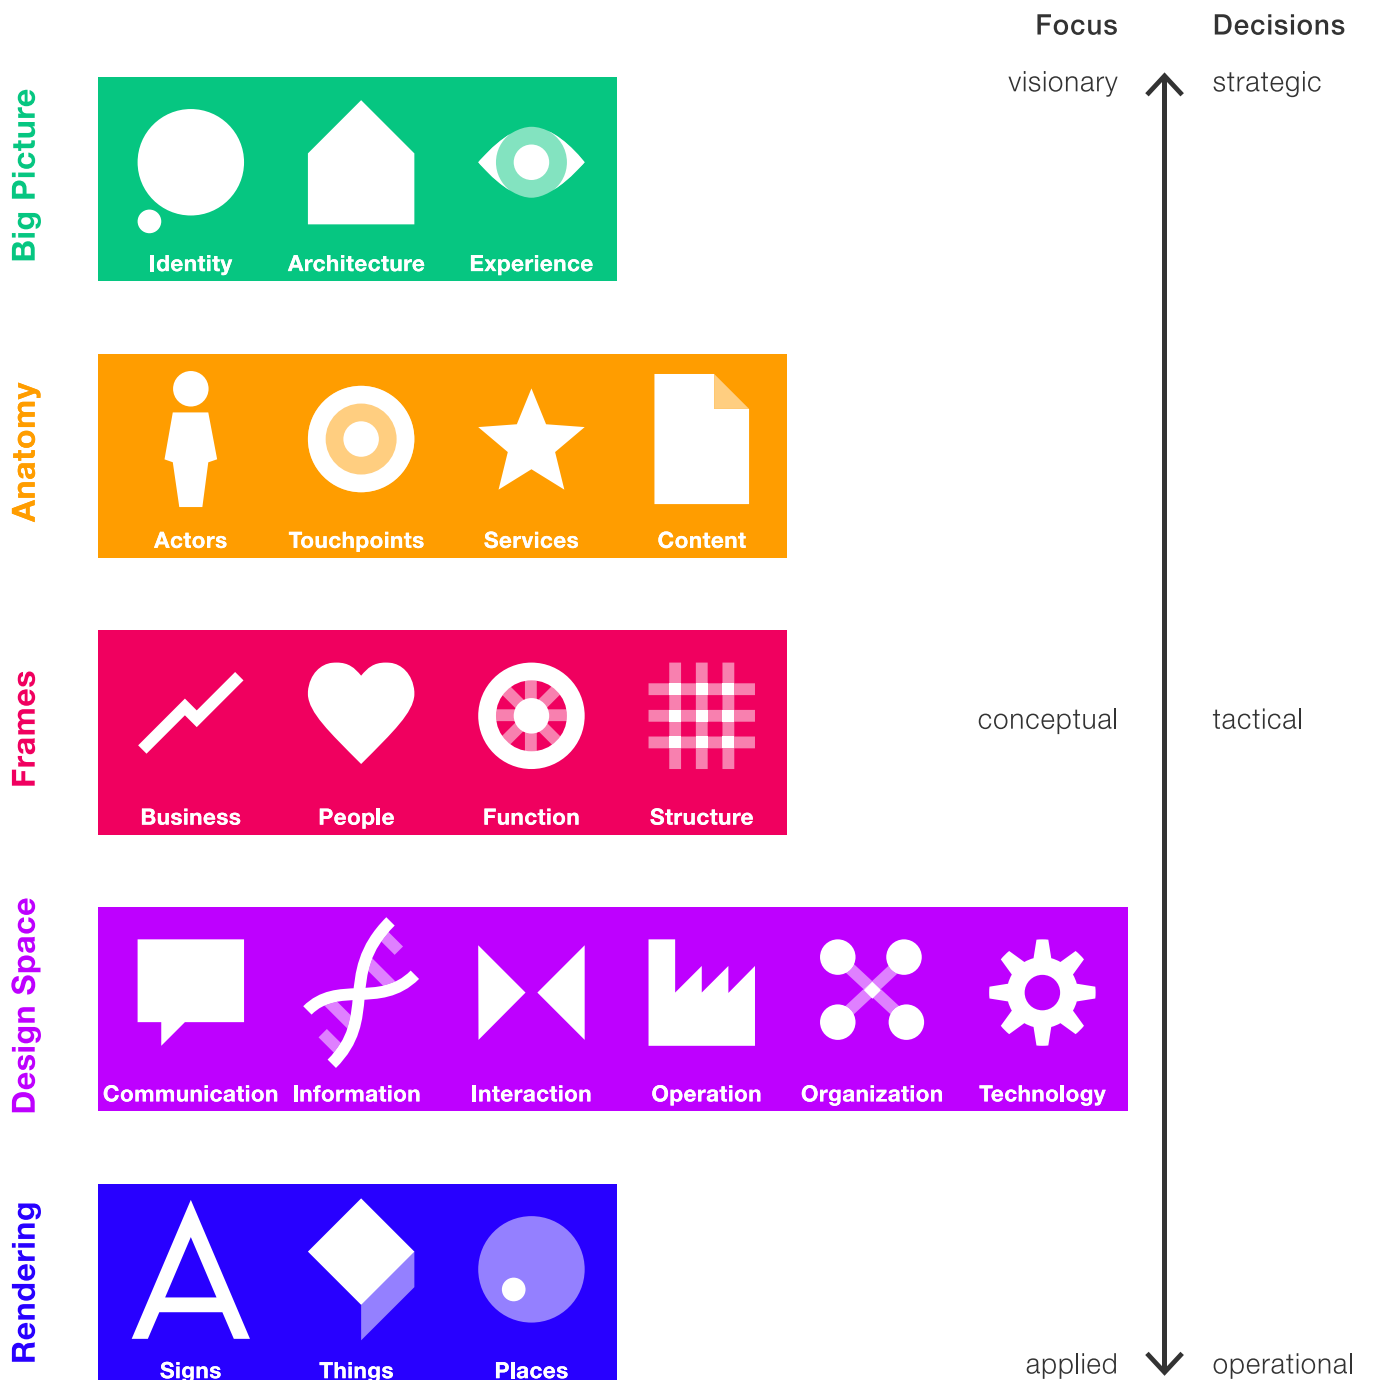 Focus Decisions
visionary strategic
Big Picture
Identity Architecture Experience
Anatomy
Actors Touchpoints Services Content
Frames
conceptual tactical
Business People Function Structure
Design Space
Communication Information Interaction Operation Organization Technology
Rendering
applied operational
Signs Things Places